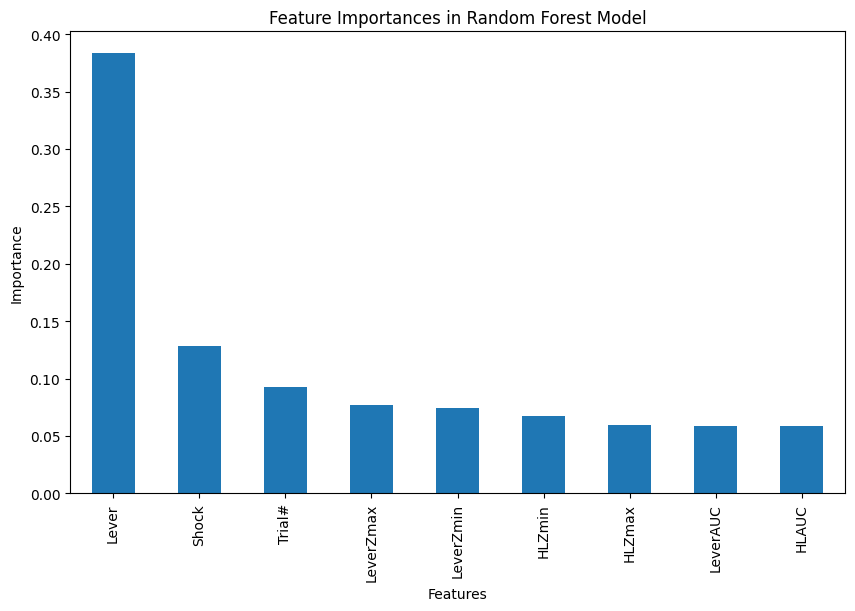 Feature Importances in Random Forest Model
0.40
0.35
0.30
0.25
0.20
0.15
0.10
0.05
0.00
Importance
Lever
Shock
Trial#
LeverZmax
LeverZmin
HLZmin
HLZmax
LeverAUC
HLAUC
Features